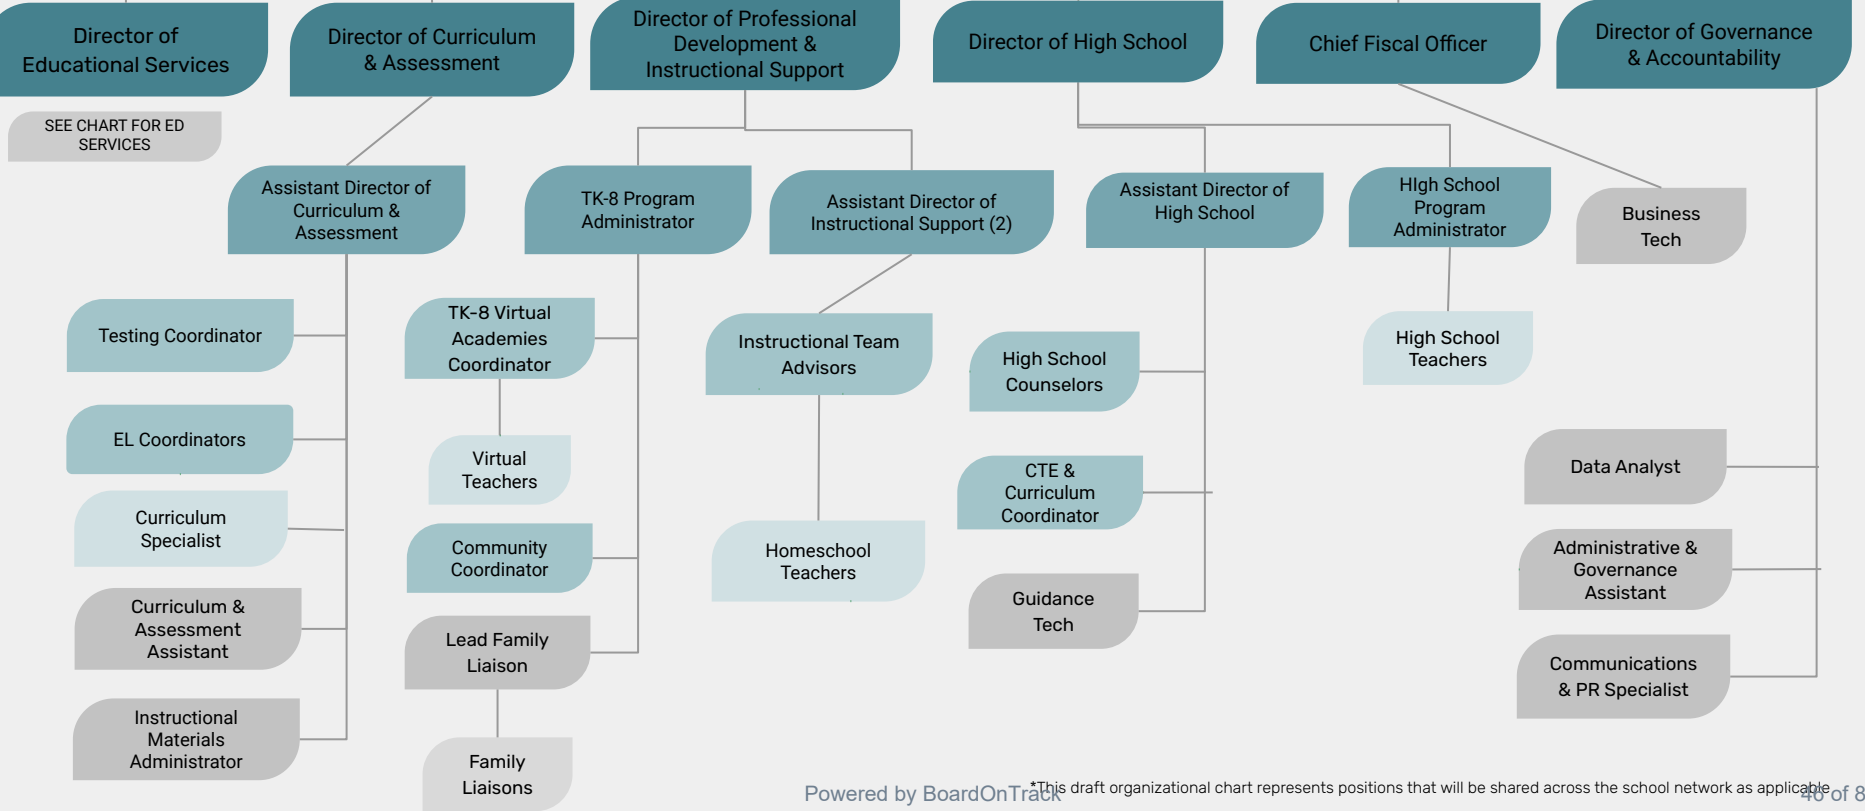 Director of
Educational Services
Director of Curriculum
& Assessment
Director of Professional
Development &
Instructional Support
Director of High School
Chief Fiscal Officer
Director of Governance
& Accountability
SEE CHART FOR ED
SERVICES
Assistant Director of
Curriculum &
Assessment
TK-8 Program
Administrator
Assistant Director of
Instructional Support (2)
Assistant Director of
High School
HIgh School
Program
Administrator
Business
Tech
Testing Coordinator
EL Coordinators
Curriculum
Specialist
Curriculum &
Assessment
Assistant
Instructional
Materials
Administrator
TK-8 Virtual
Academies
Coordinator
Virtual
Teachers
Community
Coordinator
Lead Family
Liaison
Family
Liaisons
Instructional Team
Advisors
Homeschool
Teachers
High School
Counselors
CTE &
Curriculum
Coordinator
Guidance
Tech
High School
Teachers
Data Analyst
Administrative &
Governance
Assistant
Communications
& PR Specialist
*This draft organizational chart represents positions that will be shared across the school network as applicable
Powered by BoardOnTrack
46 of 8